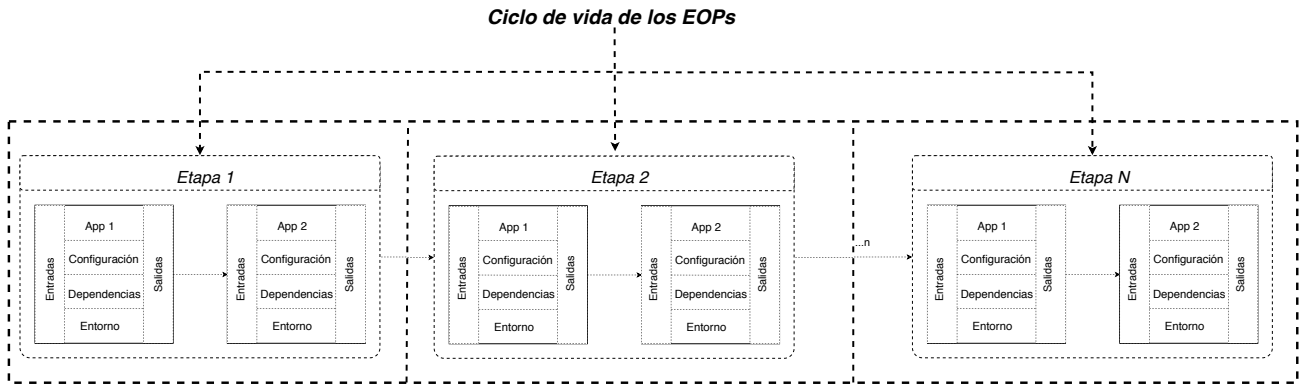 Ciclo de vida de los EOPs
Etapa 1
Entradas
App 1
Configuración
Dependencias
Entorno
Salidas
Entradas
App 2
Configuración
Dependencias
Entorno
Salidas
Etapa 2
Entradas
App 1
Configuración
Dependencias
Entorno
Salidas
Entradas
App 2
Configuración
Dependencias
Entorno
Salidas
...n
Etapa N
Entradas
App 1
Configuración
Dependencias
Entorno
Salidas
Entradas
App 2
Configuración
Dependencias
Entorno
Salidas